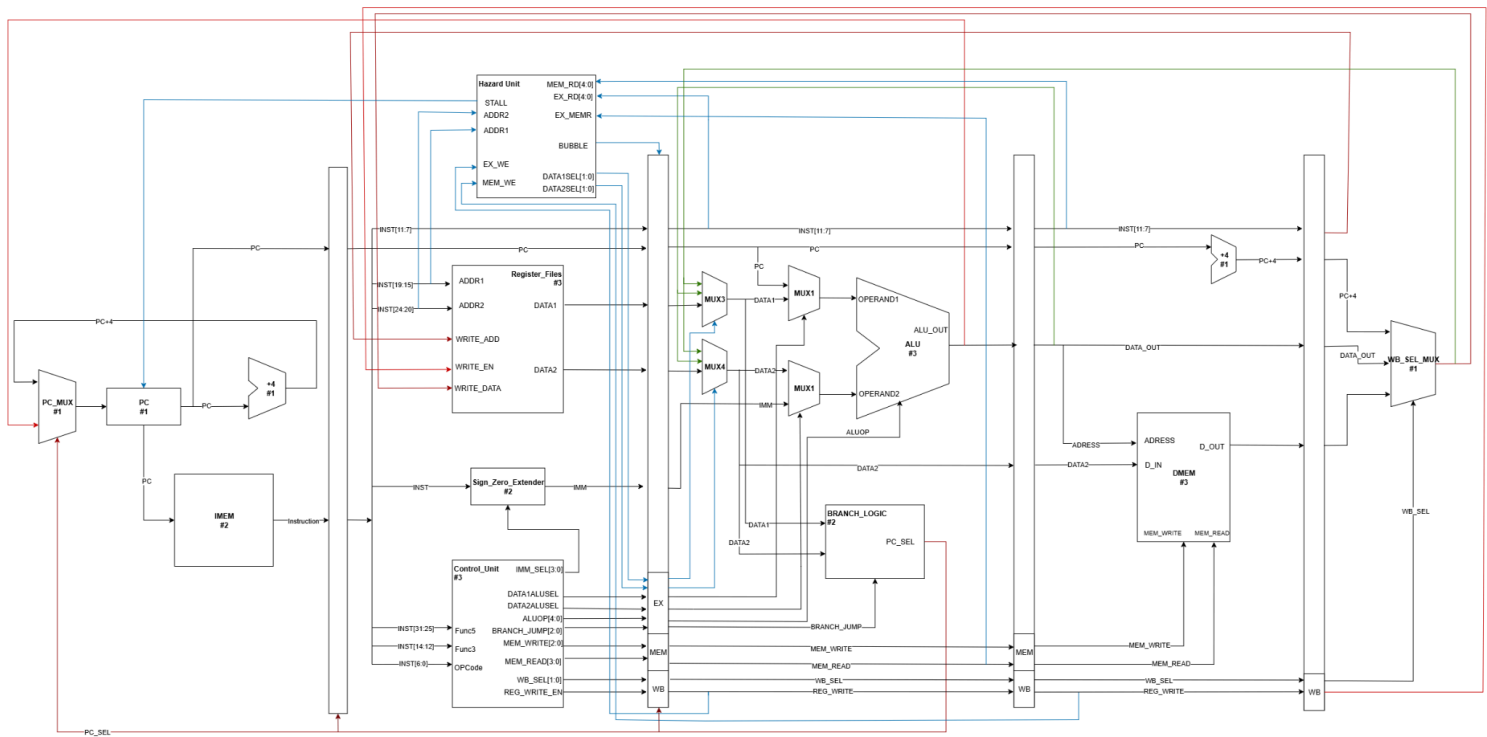 Hazard Unit
MEM_RD[4:0]
EX_RD[4:0]
STALL
ADDR2
EX_MEMR
ADDR1
BUBBLE
EX_WE
DATA1SEL[1:0]
MEM_WE
DATA2SEL[1:0]
INST[11:7]
INST[11:7]
INST[11:7]
PC
PC
PC
PC
PC
+4
#1
PC+4
Register_Files
#3
ADDR1
INST[19:15]
ADDR2
INST[24:20]
DATA1
WRITE_ADD
WRITE_EN
DATA2
WRITE_DATA
MUX3
DATA1
MUX1
OPERAND1
ALU_OUT
ALU
#3
MUX4
DATA2
MUX1
OPERAND2
IMM
ALUOP
PC+4
DATA_OUT
DATA_OUT
WB_SEL_MUX
#1
PC+4
PC_MUX
#1
PC
#1
PC
+4
#1
PC
IMEM
#2
Instruction
INST
Sign_Zero_Extender
#2
IMM
DATA2
ADRESS
DATA2
ADRESS
D_OUT
D_IN
DMEM
#3
MEM_WRITE
MEM_READ
WB_SEL
BRANCH_LOGIC
#2
DATA1
DATA2
PC_SEL
Control_Unit
#3
IMM_SEL[3:0]
DATA1ALUSEL
DATA2ALUSEL
ALUOP[4:0]
BRANCH_JUMP[2:0]
MEM_WRITE[2:0]
MEM_READ[3:0]
WB_SEL[1:0]
REG_WRITE_EN
INST[31:25]
Func5
INST[14:12]
Func3
INST[6:0]
OPCode
EX
MEM
WB
BRANCH_JUMP
MEM_WRITE
MEM_READ
WB_SEL
REG_WRITE
MEM
WB
MEM_WRITE
MEM_READ
WB_SEL
REG_WRITE
WB
PC_SEL